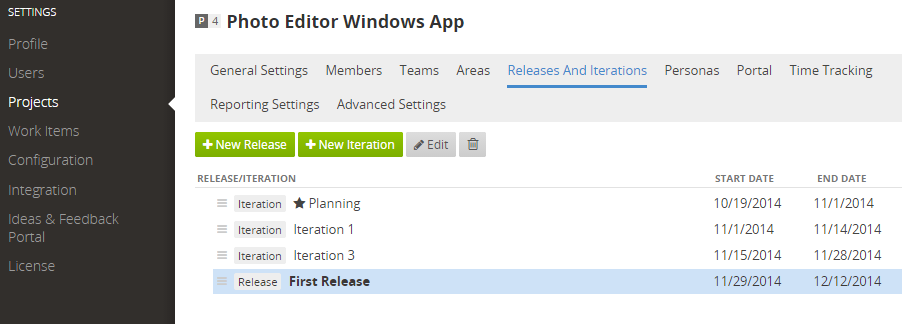 SETTINGS
Profile
Users
Projects
Work Items
Configuration
Integration
Ideas & Feedback
Portal
License
P 4 Photo Editor Windows App
General Settings Members Teams Areas Releases And Iterations Personas Portal Time Tracking
Reporting Settings Advanced Settings
New Release New Iteration Edit
RELEASE/ITERATION START DATE END DATE
Iteration Planning 10/19/2014 11/1/2014
Iteration Iteration 1 11/1/2014 11/14/2014
Iteration Iteration 3 11/15/2014 11/28/2014
Release First Release 11/29/2014 12/12/2014